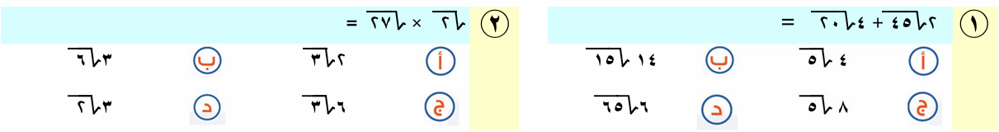 ١ ٢√٤٥ + ٤√٢٠ =
أ ٤√٥ ب ١٤√١٥
ج ٨√٥ د ٦√٦٥
٢ √٢ × √٢٧ =
أ ٢√٣ ب ٣√٦
ج ٦√٣ د ٣√٢